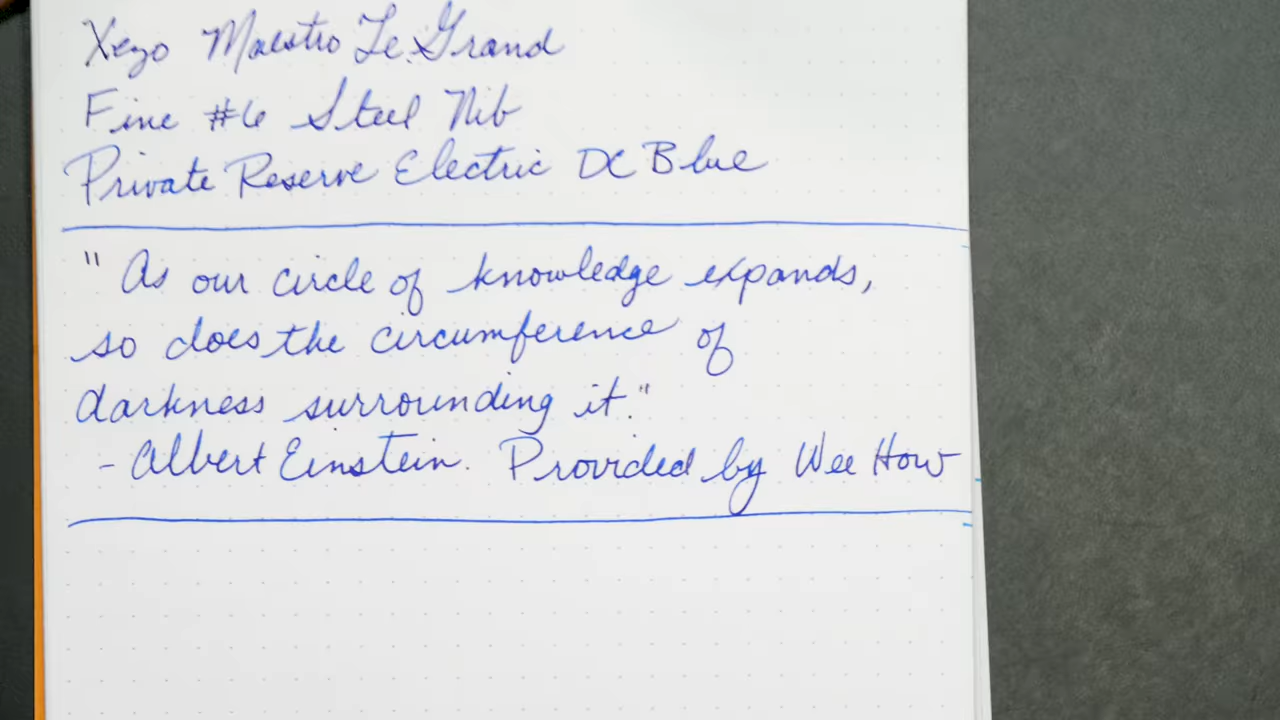 Xezo Maestro Le Grand
Fine #6 Steel Nib
Private Reserve Electric DC Blue
"As our circle of knowledge expands,
so does the circumference of
darkness surrounding it."
- Albert Einstein. Provided by Wee How